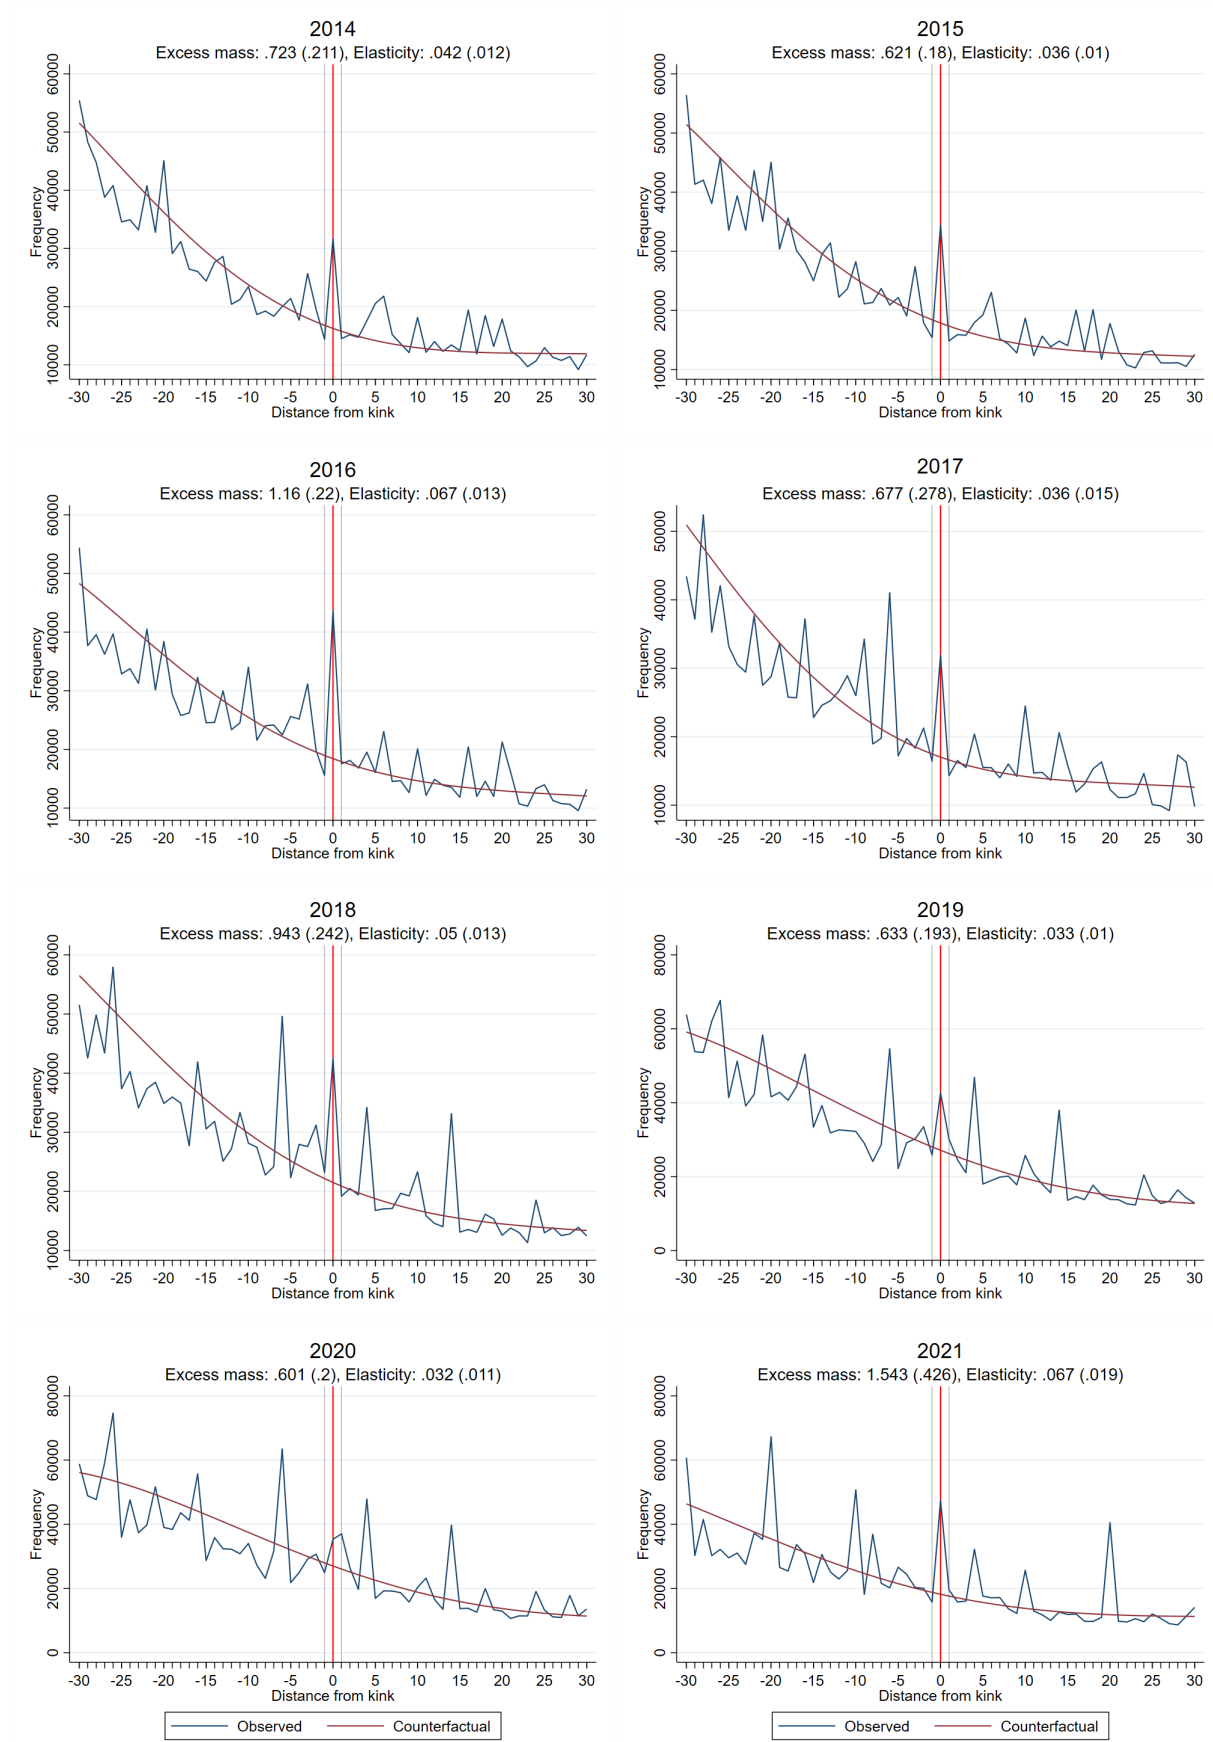 2014
Excess mass: .723 (.211), Elasticity: .042 (.012)
Frequency
60000
50000
40000
30000
20000
10000
-30 -25 -20 -15 -10 -5 0 5 10 15 20 25 30
Distance from kink
2015
Excess mass: .621 (.18), Elasticity: .036 (.01)
Frequency
60000
50000
40000
30000
20000
10000
-30 -25 -20 -15 -10 -5 0 5 10 15 20 25 30
Distance from kink
2016
Excess mass: 1.16 (.22), Elasticity: .067 (.013)
Frequency
60000
50000
40000
30000
20000
10000
-30 -25 -20 -15 -10 -5 0 5 10 15 20 25 30
Distance from kink
2017
Excess mass: .677 (.278), Elasticity: .036 (.015)
Frequency
50000
40000
30000
20000
10000
-30 -25 -20 -15 -10 -5 0 5 10 15 20 25 30
Distance from kink
2018
Excess mass: .943 (.242), Elasticity: .05 (.013)
Frequency
60000
50000
40000
30000
20000
10000
-30 -25 -20 -15 -10 -5 0 5 10 15 20 25 30
Distance from kink
2019
Excess mass: .633 (.193), Elasticity: .033 (.01)
Frequency
80000
60000
40000
20000
0
-30 -25 -20 -15 -10 -5 0 5 10 15 20 25 30
Distance from kink
2020
Excess mass: .601 (.2), Elasticity: .032 (.011)
Frequency
80000
60000
40000
20000
0
-30 -25 -20 -15 -10 -5 0 5 10 15 20 25 30
Distance from kink
Observed Counterfactual
2021
Excess mass: 1.543 (.426), Elasticity: .067 (.019)
Frequency
80000
60000
40000
20000
0
-30 -25 -20 -15 -10 -5 0 5 10 15 20 25 30
Distance from kink
Observed Counterfactual